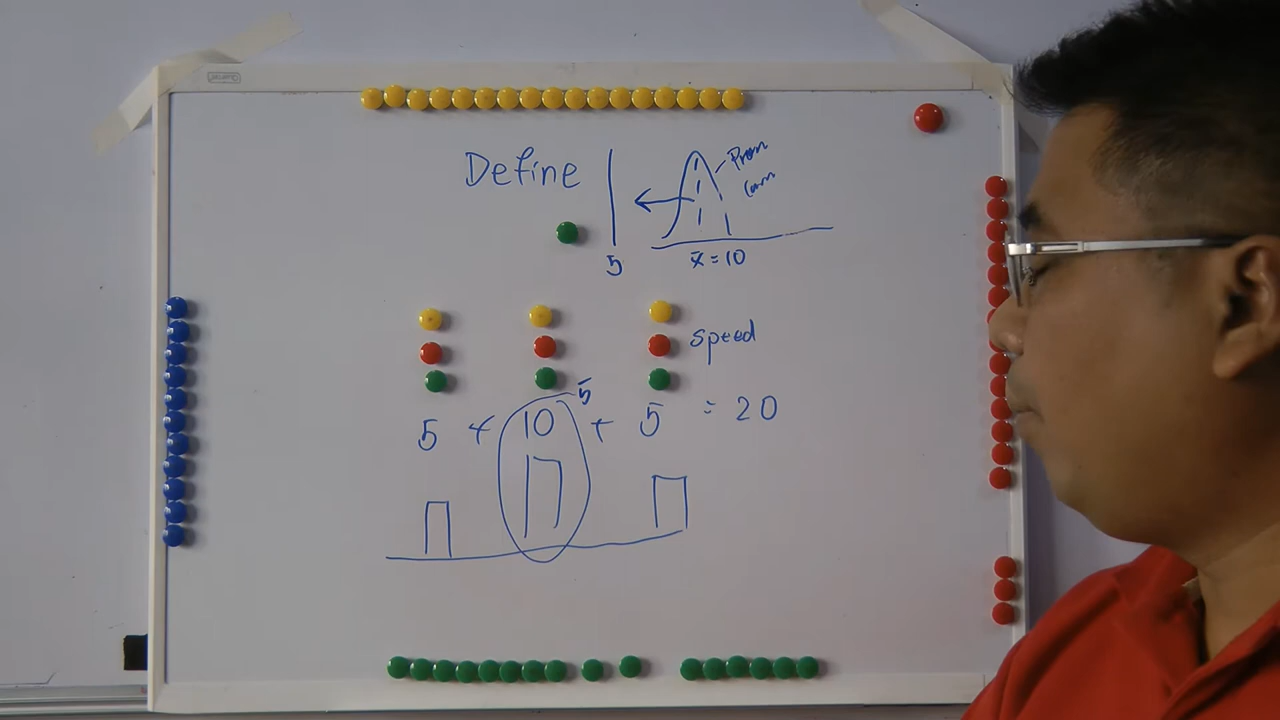 Define
5
x̄ = 10
speed
5
5 + 10 + 5 = 20